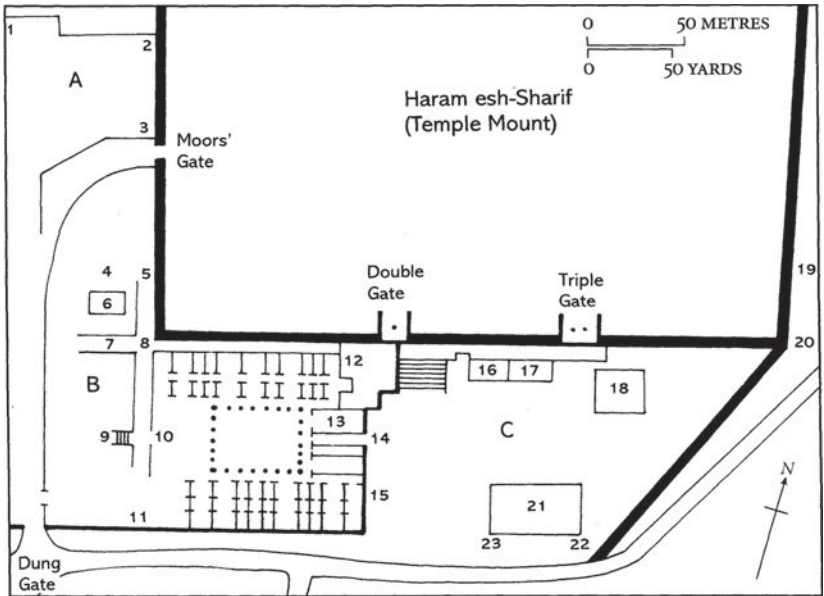 0 50 METRES
0 50 YARDS
1
2
A
Haram esh-Sharif
(Temple Mount)
3
Moors'
Gate
4
5
6
Double
Gate
Triple
Gate
19
7
8
20
12
16
17
18
B
13
C
9
10
14
15
21
11
23
22
N
Dung
Gate